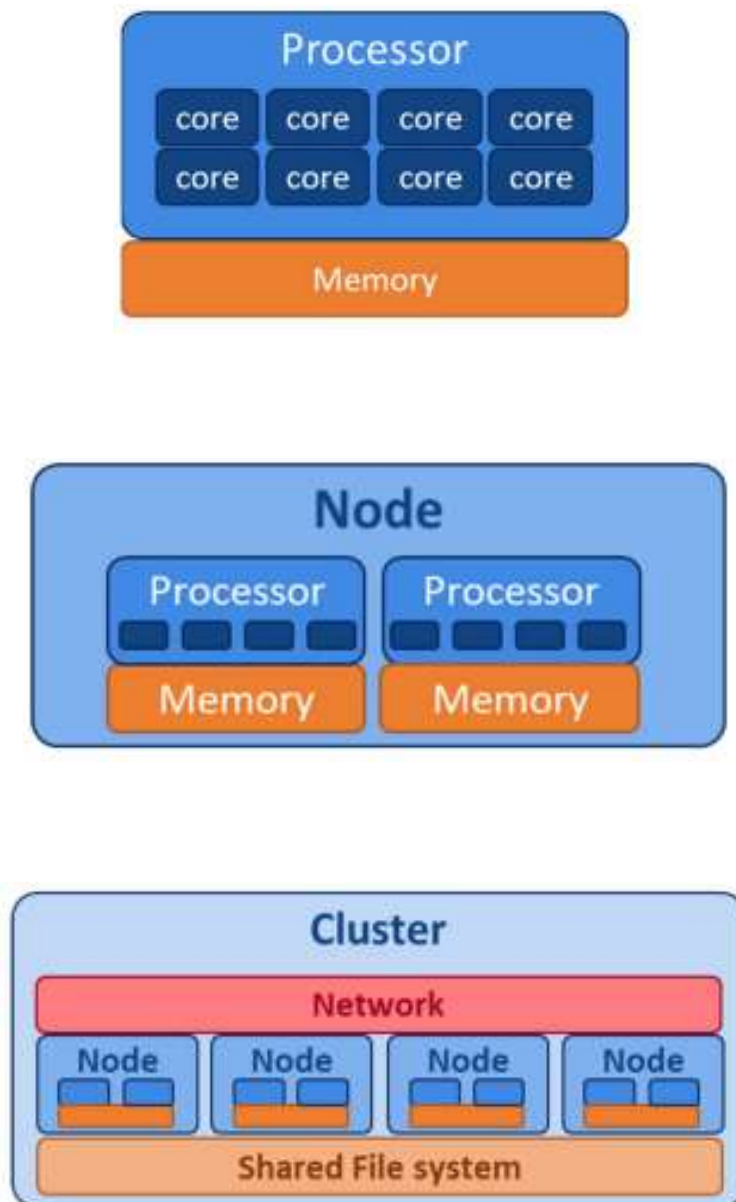 Processor
core core core core
core core core core
Memory
Node
Processor Processor
Memory Memory
Cluster
Network
Node Node Node Node
Shared File system